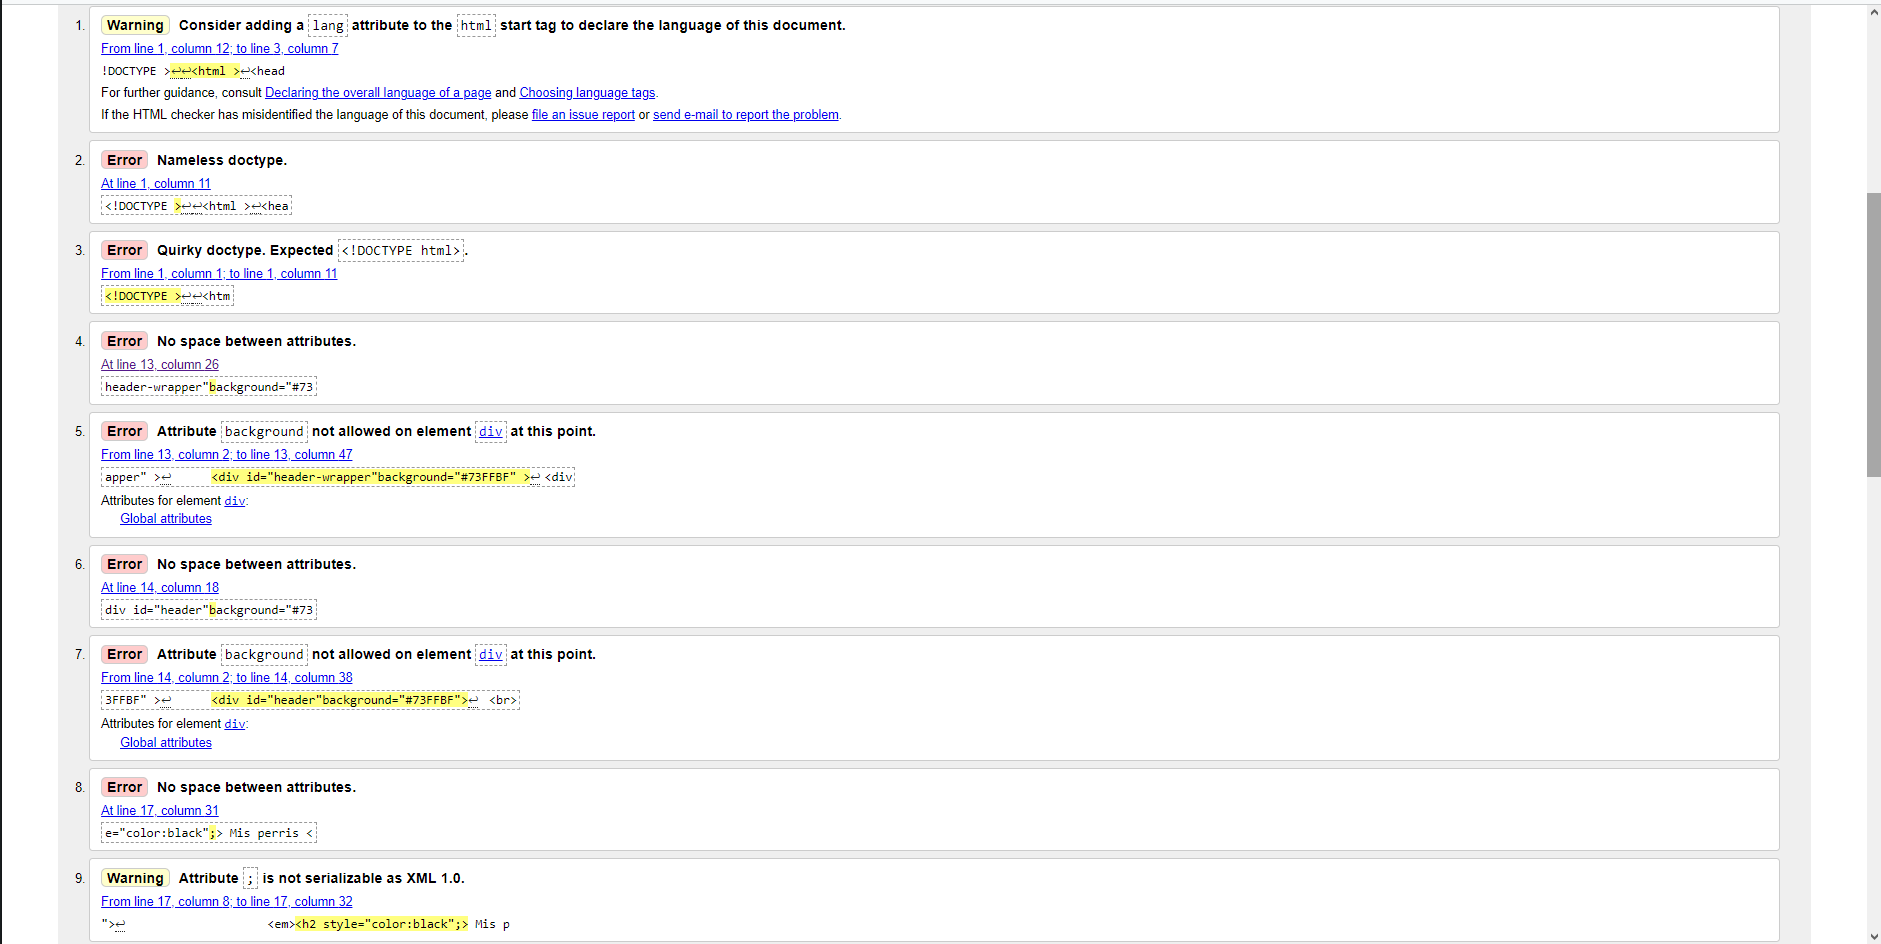 1. Warning Consider adding a lang attribute to the html start tag to declare the language of this document.
From line 1, column 12; to line 3, column 7
!DOCTYPE >↩↩<html >↩<head
For further guidance, consult Declaring the overall language of a page and Choosing language tags.
If the HTML checker has misidentified the language of this document, please file an issue report or send e-mail to report the problem.
2. Error Nameless doctype.
At line 1, column 11
<!DOCTYPE >↩↩<html >↩<hea
3. Error Quirky doctype. Expected <!DOCTYPE html>.
From line 1, column 1; to line 1, column 11
<!DOCTYPE >↩↩<htm
4. Error No space between attributes.
At line 13, column 26
header-wrapper"background="#73
5. Error Attribute background not allowed on element div at this point.
From line 13, column 2; to line 13, column 47
apper" >↩ <div id="header-wrapper"background="#73FFBF" >↩ <div
Attributes for element div:
Global attributes
6. Error No space between attributes.
At line 14, column 18
div id="header"background="#73
7. Error Attribute background not allowed on element div at this point.
From line 14, column 2; to line 14, column 38
3FFBF" >↩ <div id="header"background="#73FFBF">↩ <br>
Attributes for element div:
Global attributes
8. Error No space between attributes.
At line 17, column 31
e="color:black";> Mis perris <
9. Warning Attribute ; is not serializable as XML 1.0.
From line 17, column 8; to line 17, column 32
">↩ <em><h2 style="color:black";> Mis p